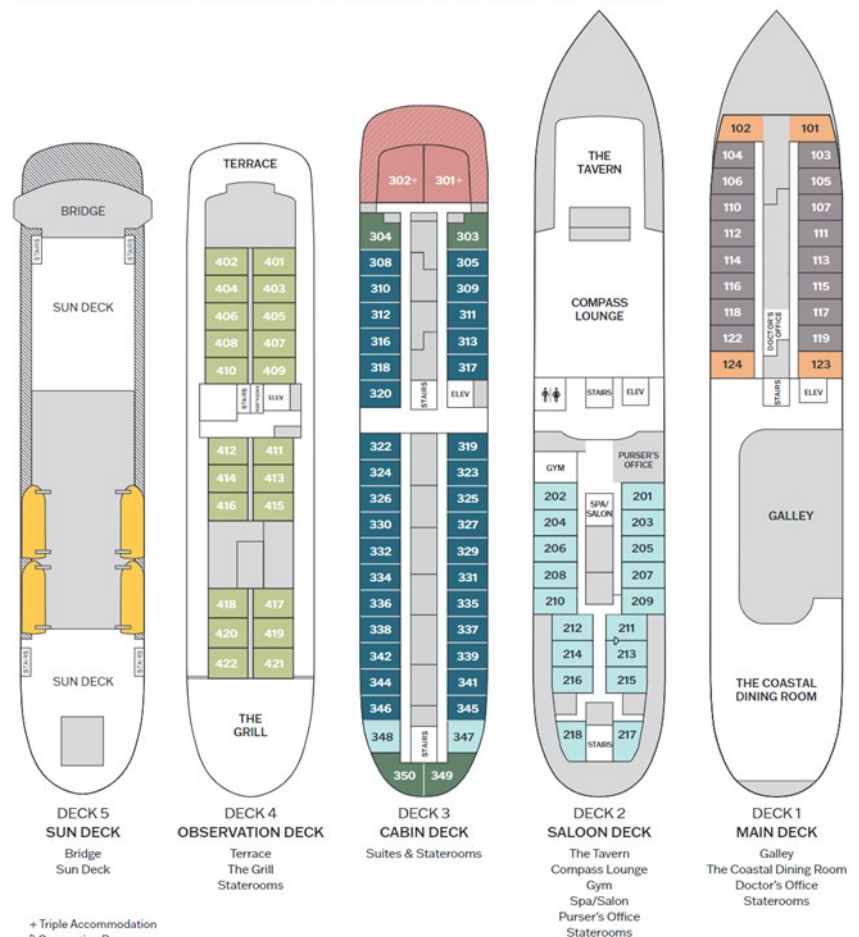 BRIDGE
STAIRS
STAIRS
SUN DECK
STAIRS
STAIRS
SUN DECK
DECK 5
SUN DECK
Bridge
Sun Deck
TERRACE
402 401
404 403
406 405
408 407
410 409
STAIRS
ELEV
412 411
414 413
416 415
418 417
420 419
422 421
THE
GRILL
DECK 4
OBSERVATION DECK
Terrace
The Grill
Staterooms
302+ 301+
304 303
308 305
310 309
312 311
316 313
318 317
320
STAIRS
ELEV
322 319
324 323
326 325
330 327
332 329
334 331
336 335
338 337
342 339
344 341
346 345
348 347
STAIRS
350 349
DECK 3
CABIN DECK
Suites & Staterooms
THE
TAVERN
COMPASS
LOUNGE
STAIRS
ELEV
GYM
PURSER'S
OFFICE
SPA/
SALON
202 201
204 203
206 205
208 207
210 209
212 211
214 213
216 215
218 217
STAIRS
DECK 2
SALOON DECK
The Tavern
Compass Lounge
Gym
Spa/Salon
Purser's Office
Staterooms
102 101
104 103
106 105
110 107
112 111
114 113
116 115
118 117
122 119
124 123
DOCTOR'S
OFFICE
STAIRS
ELEV
GALLEY
THE COASTAL
DINING ROOM
DECK 1
MAIN DECK
Galley
The Coastal Dining Room
Doctor's Office
Staterooms
+ Triple Accommodation